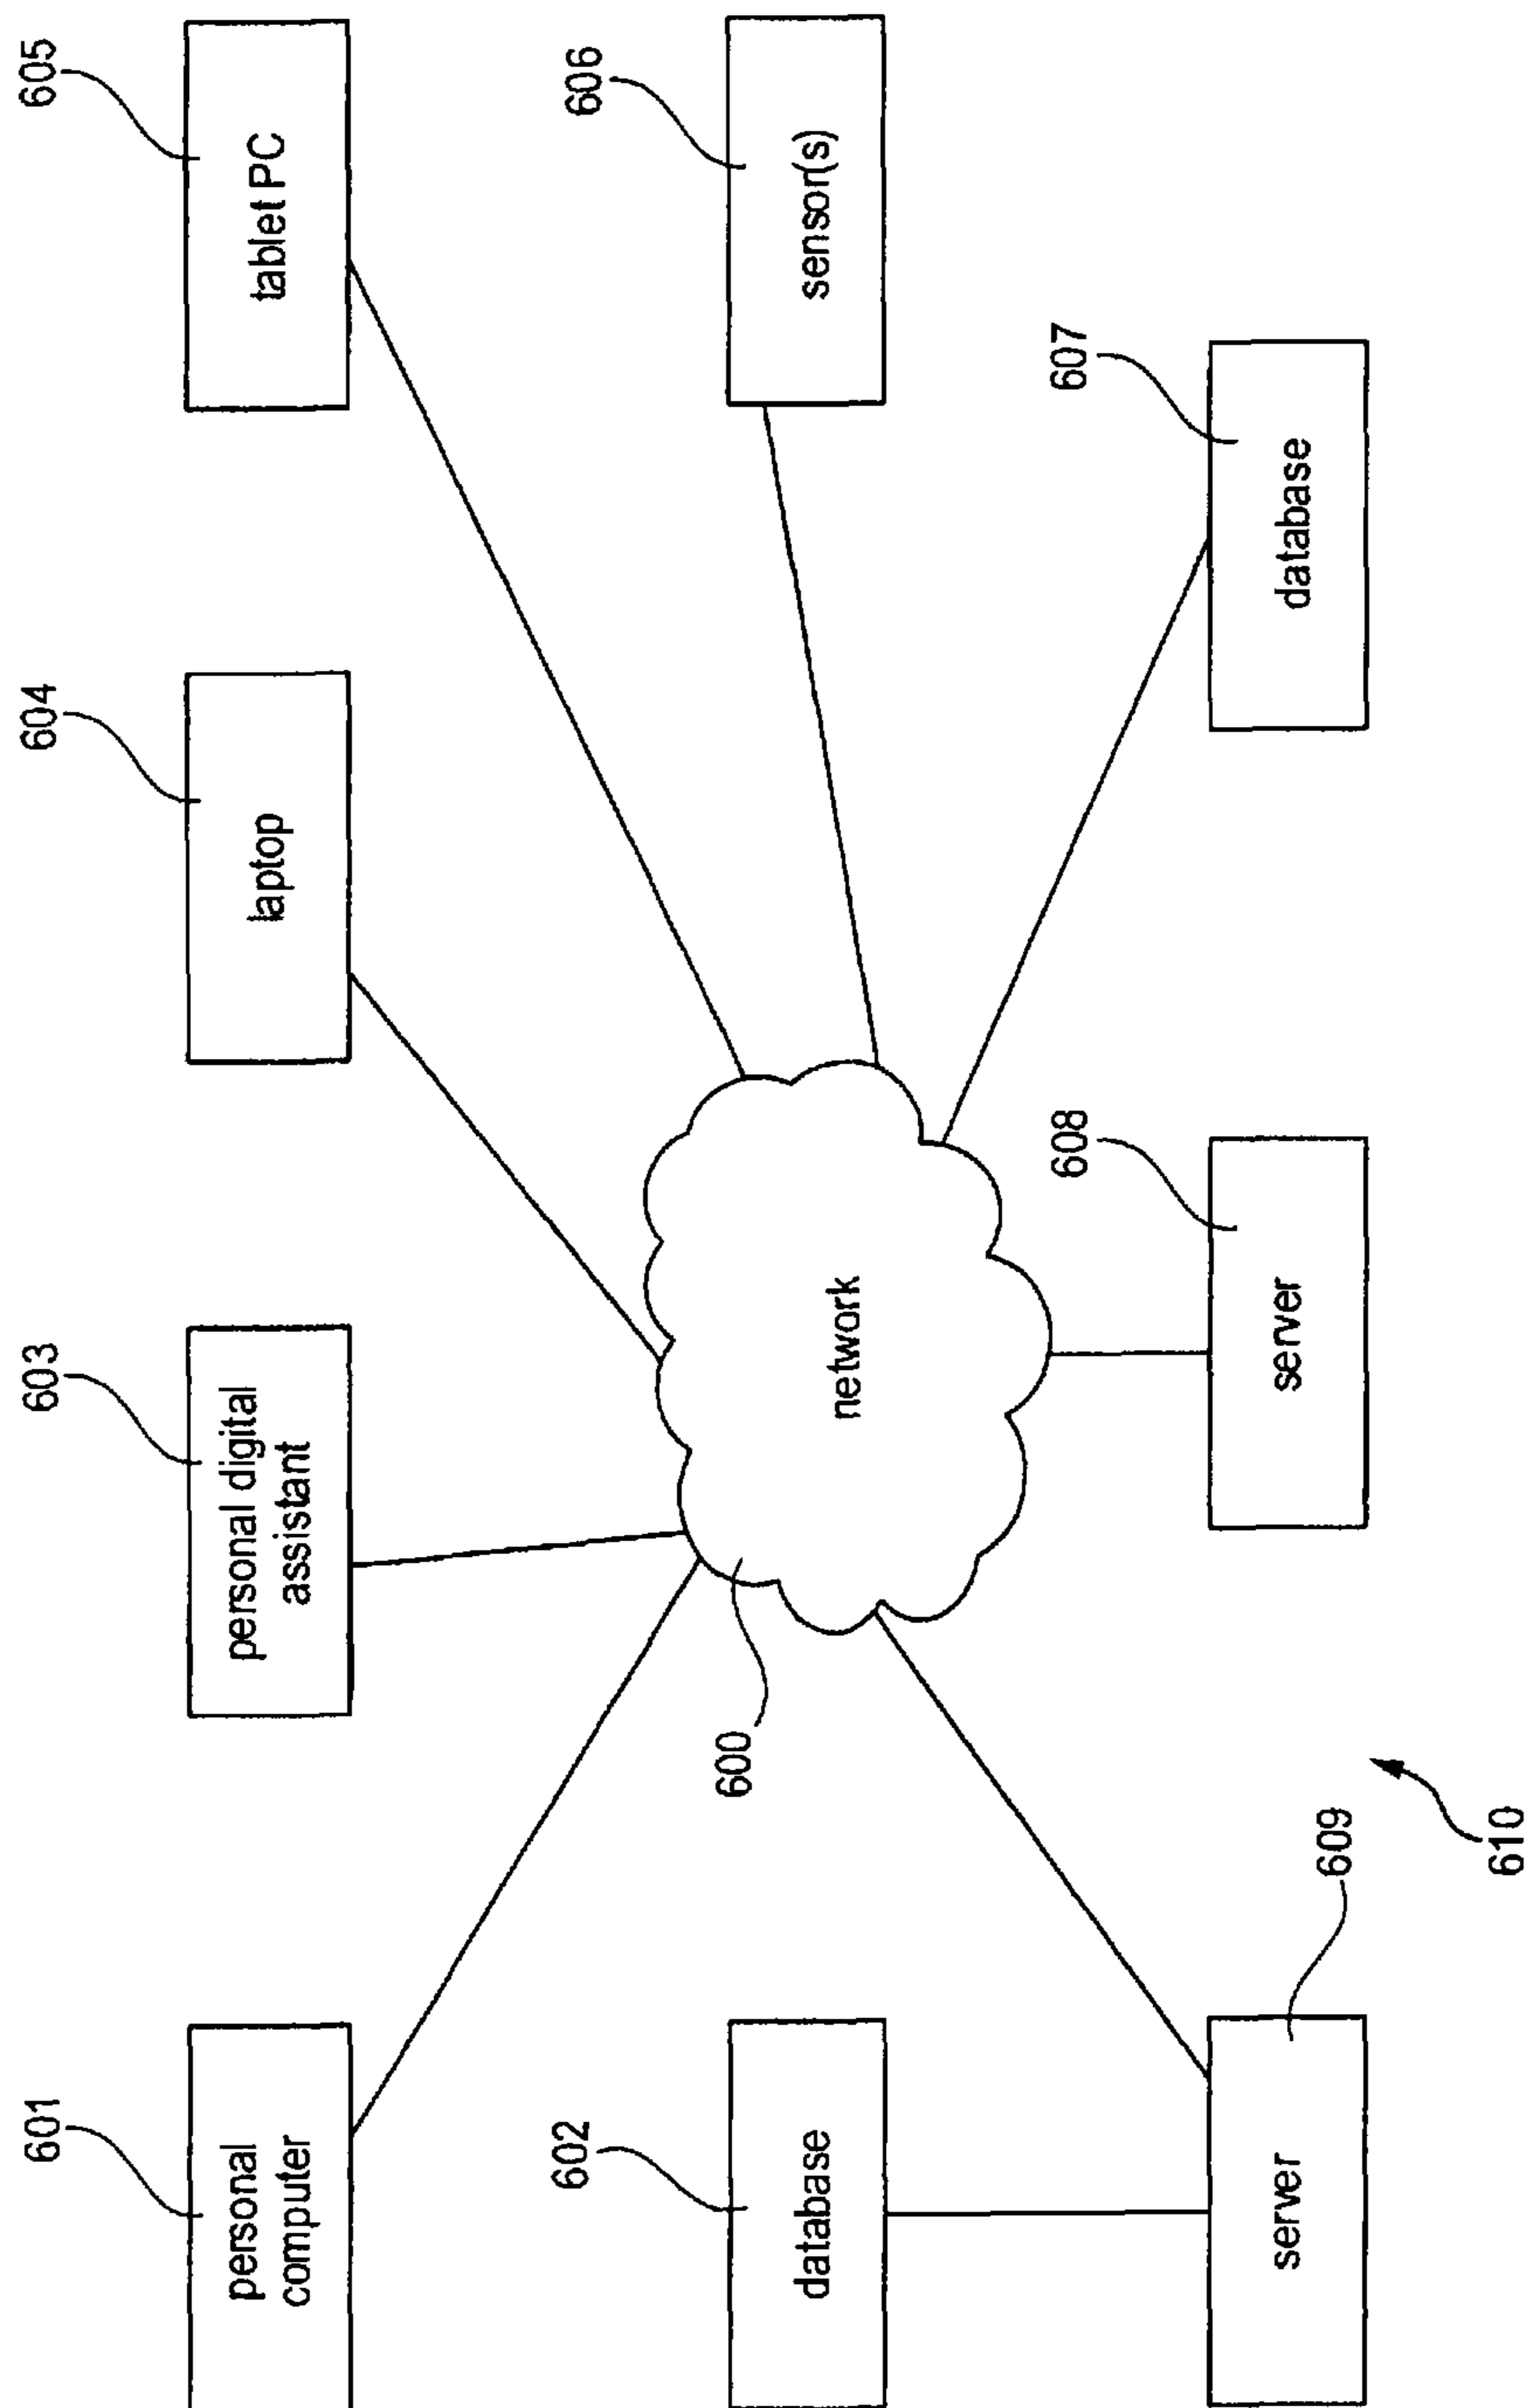 601
personal
computer
603
personal digital
assistant
604
laptop
605
tablet PC
602
database
600
network
606
sensor(s)
609
server
608
server
607
database
610